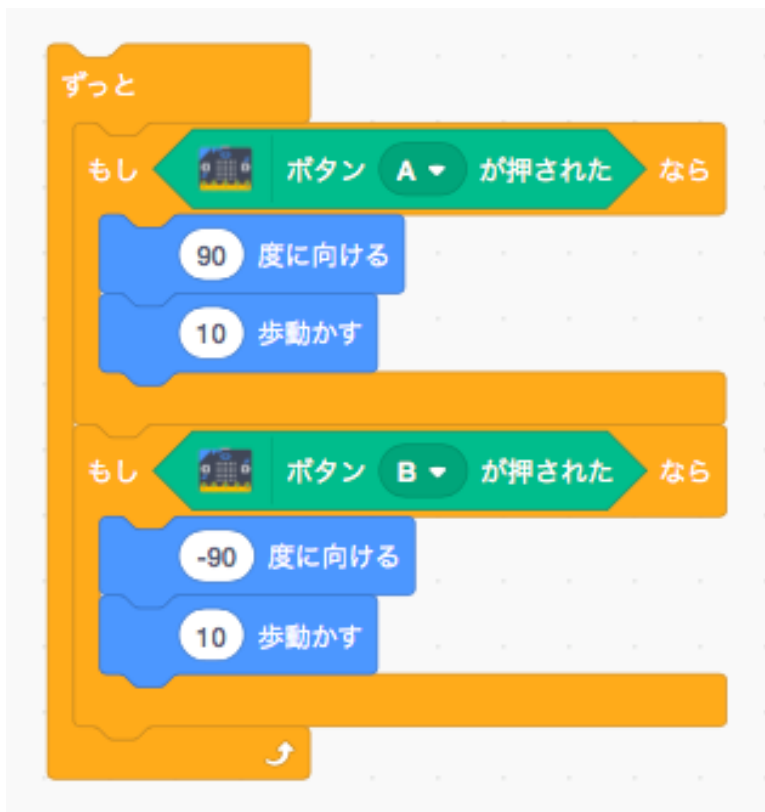 ずっと
もし ボタン A が押された なら
90 度に向ける
10 歩動かす
もし ボタン B が押された なら
-90 度に向ける
10 歩動かす